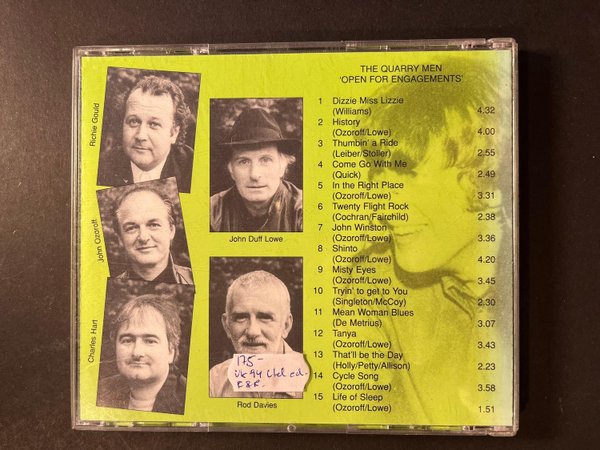 THE QUARRY MEN
'OPEN FOR ENGAGEMENTS'
1 Dizzie Miss Lizzie
(Williams) 4.32
2 History
(Ozoroff/Lowe) 4.00
3 Thumbin' a Ride
(Leiber/Stoller) 2.55
4 Come Go With Me
(Quick) 2.49
5 In the Right Place
(Ozoroff/Lowe) 3.31
6 Twenty Flight Rock
(Cochran/Fairchild) 2.38
7 John Winston
(Ozoroff/Lowe) 3.36
8 Shinto
(Ozoroff/Lowe) 4.20
9 Misty Eyes
(Ozoroff/Lowe) 3.45
10 Tryin' to get to You
(Singleton/McCoy) 2.30
11 Mean Woman Blues
(De Metrius) 3.07
12 Tanya
(Ozoroff/Lowe) 3.43
13 That'll be the Day
(Holly/Petty/Allison) 2.23
14 Cycle Song
(Ozoroff/Lowe) 3.58
15 Life of Sleep
(Ozoroff/Lowe) 1.51
Richie Gould
John Ozoroff
Charles Hart
John Duff Lowe
Rod Davies
175-
uk 94 Ltd cd-
R&R.